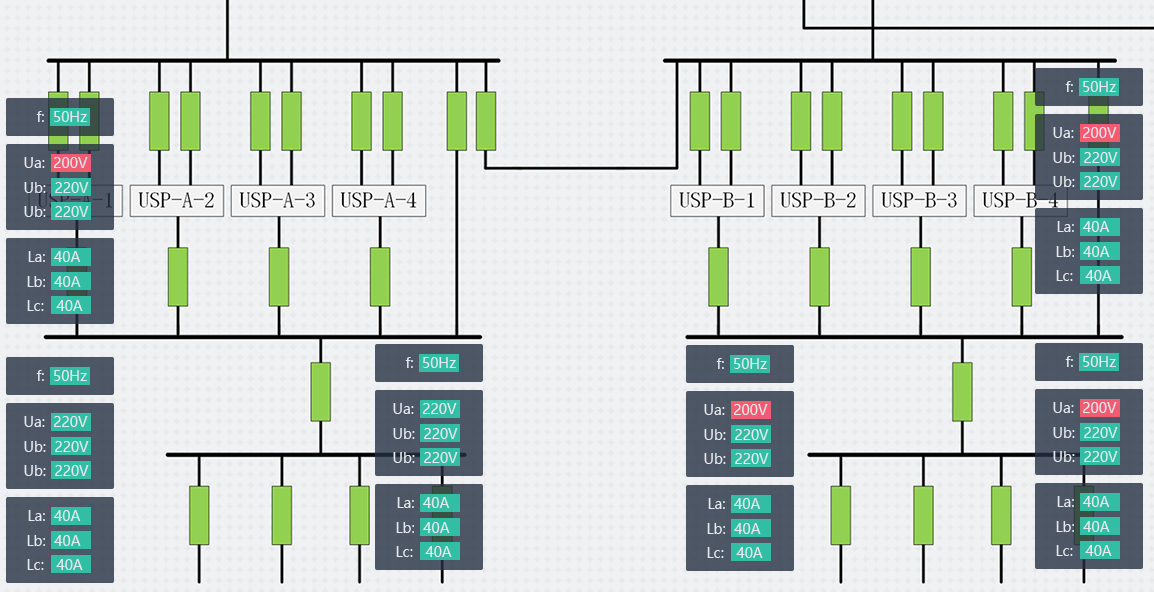 f: 50Hz
Ua: 200V
Ub: 220V
Ub: 220V
La: 40A
Lb: 40A
Lc: 40A
USP-A-1
USP-A-2
USP-A-3
USP-A-4
USP-B-1
USP-B-2
USP-B-3
USP-B-4
f: 50Hz
Ua: 200V
Ub: 220V
Ub: 220V
La: 40A
Lb: 40A
Lc: 40A
f: 50Hz
Ua: 220V
Ub: 220V
Ub: 220V
La: 40A
Lb: 40A
Lc: 40A
f: 50Hz
Ua: 220V
Ub: 220V
Ub: 220V
La: 40A
Lb: 40A
Lc: 40A
f: 50Hz
Ua: 200V
Ub: 220V
Ub: 220V
La: 40A
Lb: 40A
Lc: 40A
f: 50Hz
Ua: 200V
Ub: 220V
Ub: 220V
La: 40A
Lb: 40A
Lc: 40A